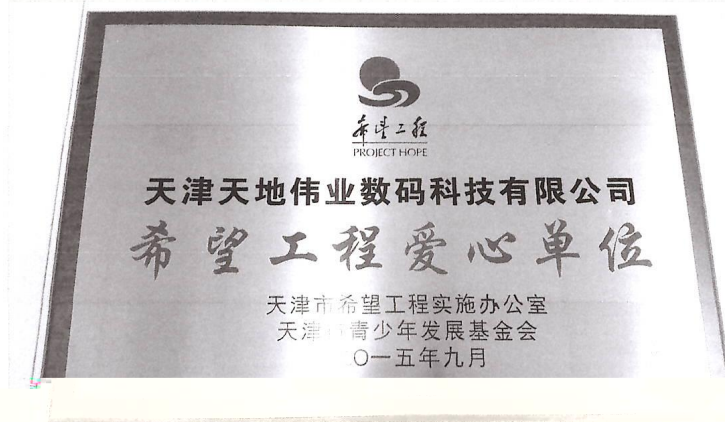 希望工程
PROJECT HOPE
天津天地伟业数码科技有限公司
希望工程爱心单位
天津市希望工程实施办公室
天津 青少年发展基金会
〇一五年九月